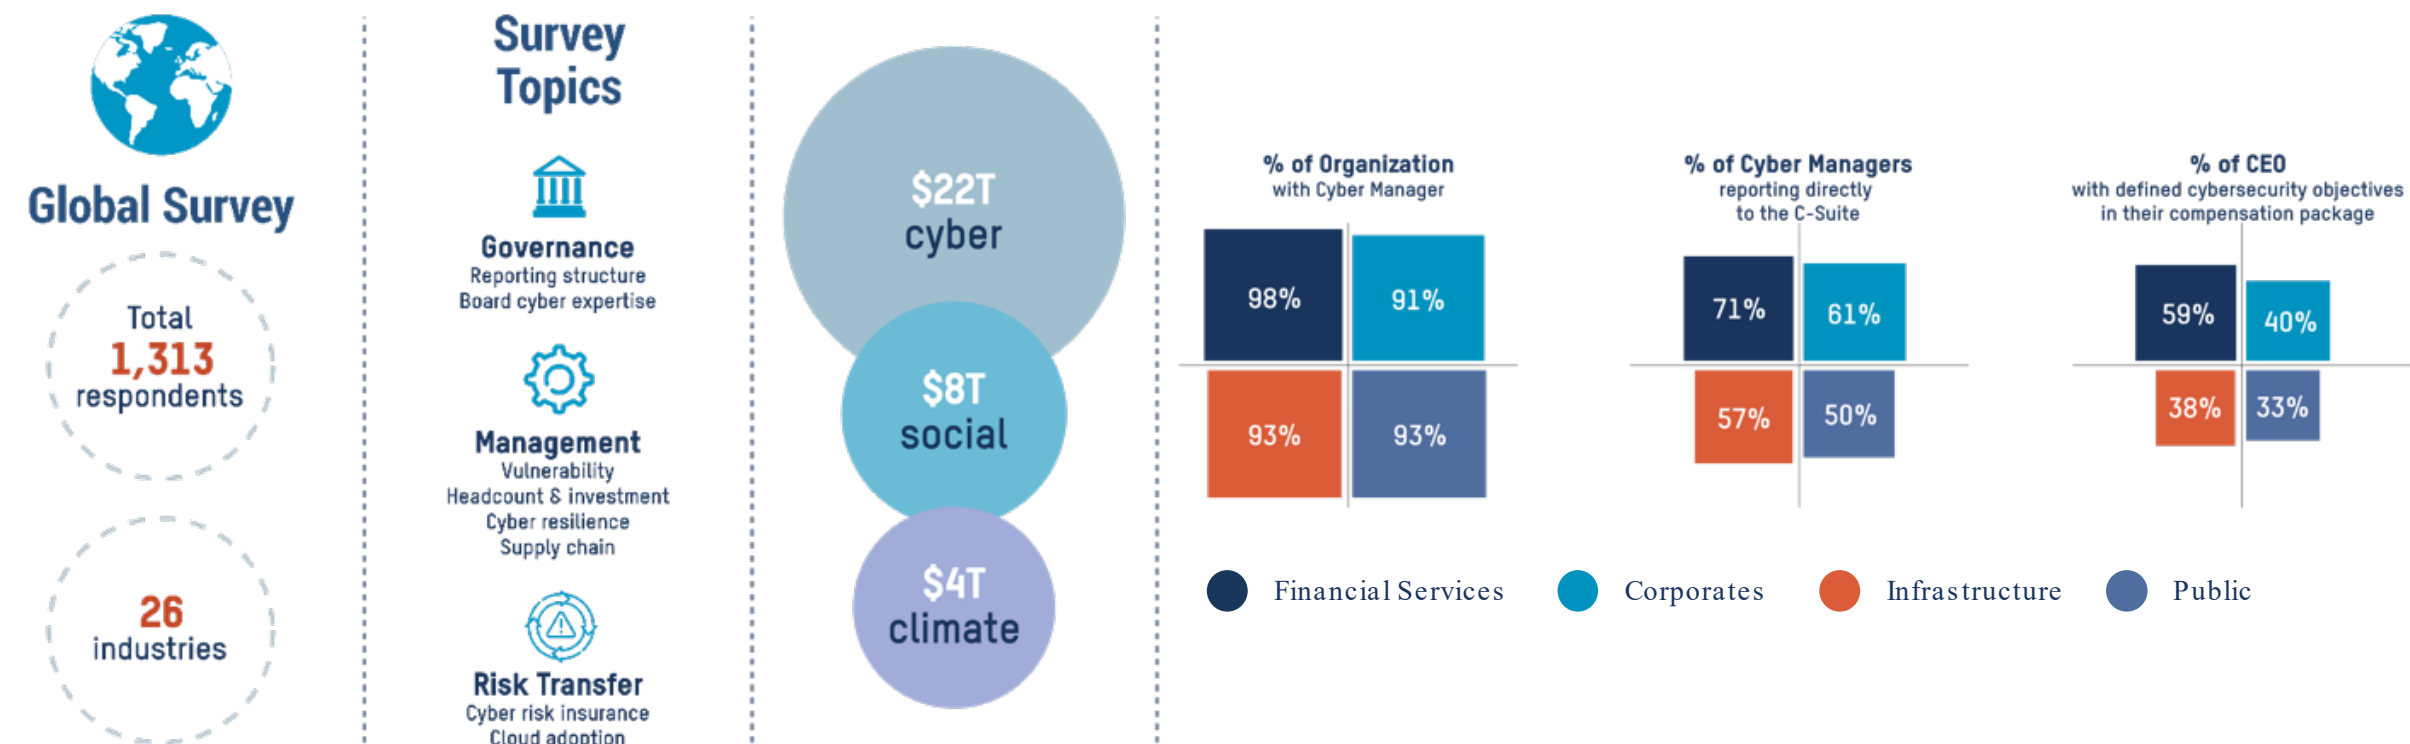 Global Survey
Total
1,313
respondents
26
industries
Survey
Topics
Governance
Reporting structure
Board cyber expertise
Management
Vulnerability
Headcount & investment
Cyber resilience
Supply chain
Risk Transfer
Cyber risk insurance
Cloud adoption
$22T
cyber
$8T
social
$4T
climate
% of Organization
with Cyber Manager
98%
91%
93%
93%
% of Cyber Managers
reporting directly
to the C-Suite
71%
61%
57%
50%
% of CEO
with defined cybersecurity objectives
in their compensation package
59%
40%
38%
33%
Financial Services
Corporates
Infrastructure
Public